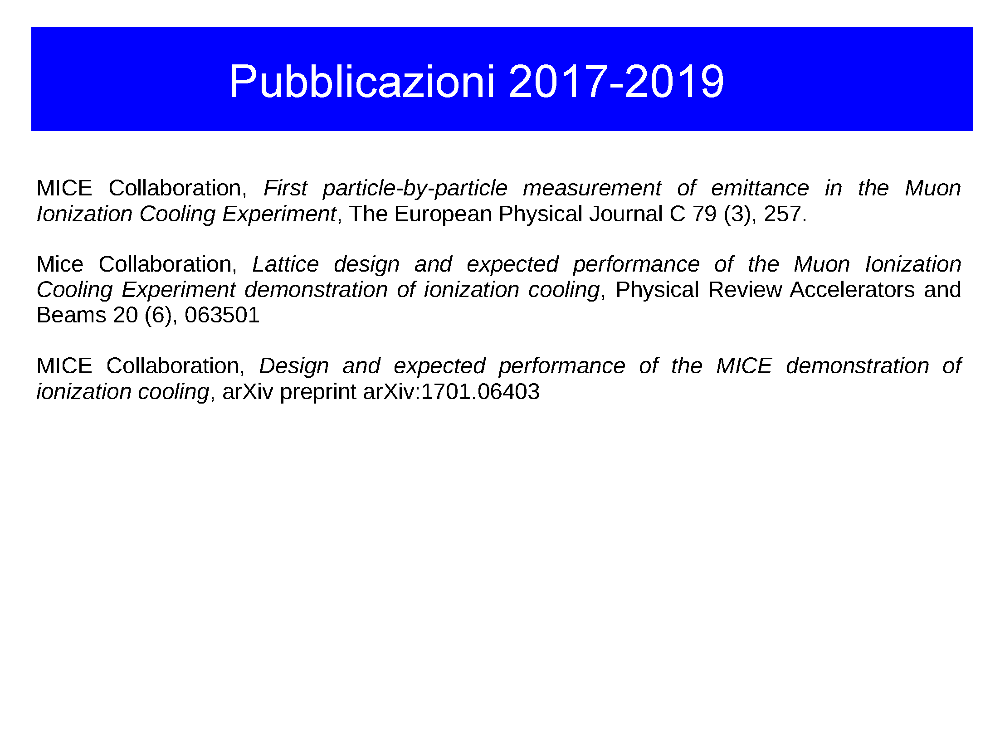 Pubblicazioni 2017-2019
MICE Collaboration, First particle-by-particle measurement of emittance in the Muon
Ionization Cooling Experiment, The European Physical Journal C 79 (3), 257.
Mice Collaboration, Lattice design and expected performance of the Muon Ionization
Cooling Experiment demonstration of ionization cooling, Physical Review Accelerators and
Beams 20 (6), 063501
MICE Collaboration, Design and expected performance of the MICE demonstration of
ionization cooling, arXiv preprint arXiv:1701.06403